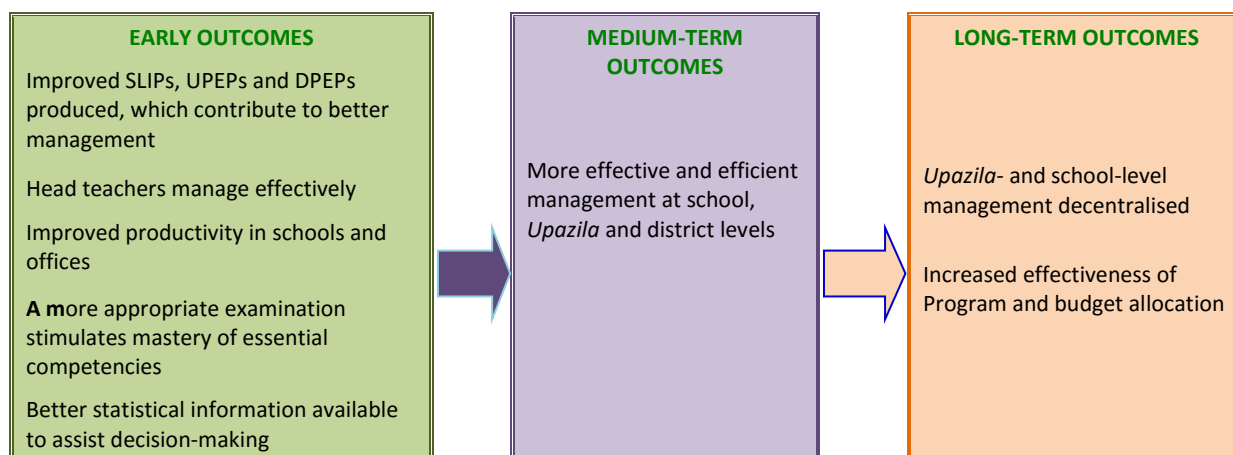 EARLY OUTCOMES
Improved SLIPs, UPEPs and DPEPs
produced, which contribute to better
management
Head teachers manage effectively
Improved productivity in schools and
offices
A more appropriate examination
stimulates mastery of essential
competencies
Better statistical information available
to assist decision-making
MEDIUM-TERM
OUTCOMES
More effective and efficient
management at school,
Upazila and district levels
LONG-TERM OUTCOMES
Upazila- and school-level
management decentralised
Increased effectiveness of
Program and budget allocation